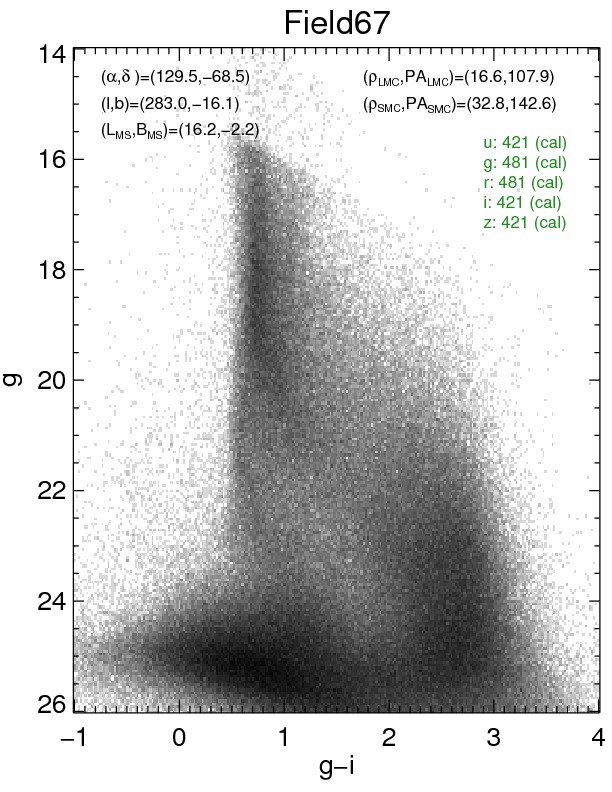 Field67
(α,δ)=(129.5,−68.5)
(l,b)=(283.0,−16.1)
(LMS,BMS)=(16.2,−2.2)
(ρLMC,PALMC)=(16.6,107.9)
(ρSMC,PASMC)=(32.8,142.6)
u: 421 (cal)
g: 481 (cal)
r: 481 (cal)
i: 421 (cal)
z: 421 (cal)
14
16
18
20
22
24
26
g
−1 0 1 2 3 4
g−i